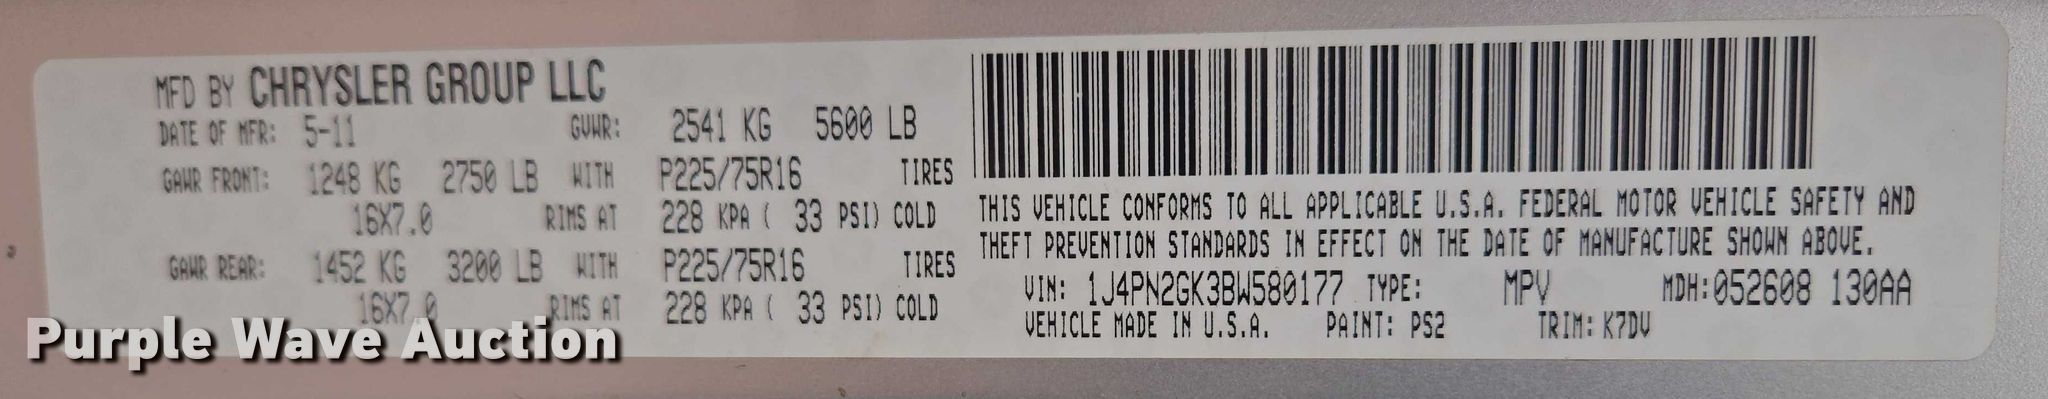 MFD BY CHRYSLER GROUP LLC
DATE OF MFR: 5-11 GVWR: 2541 KG 5600 LB
GAWR FRONT: 1248 KG 2750 LB WITH P225/75R16 TIRES
16X7.0 RIMS AT 228 KPA ( 33 PSI) COLD
GAWR REAR: 1452 KG 3200 LB WITH P225/75R16 TIRES
16X7.0 RIMS AT 228 KPA ( 33 PSI) COLD
THIS VEHICLE CONFORMS TO ALL APPLICABLE U.S.A. FEDERAL MOTOR VEHICLE SAFETY AND
THEFT PREVENTION STANDARDS IN EFFECT ON THE DATE OF MANUFACTURE SHOWN ABOVE.
VIN: 1J4PN2GK3BW580177 TYPE: MPV MDH:052608 130AA
VEHICLE MADE IN U.S.A. PAINT: PS2 TRIM: K7DV
Purple Wave Auction